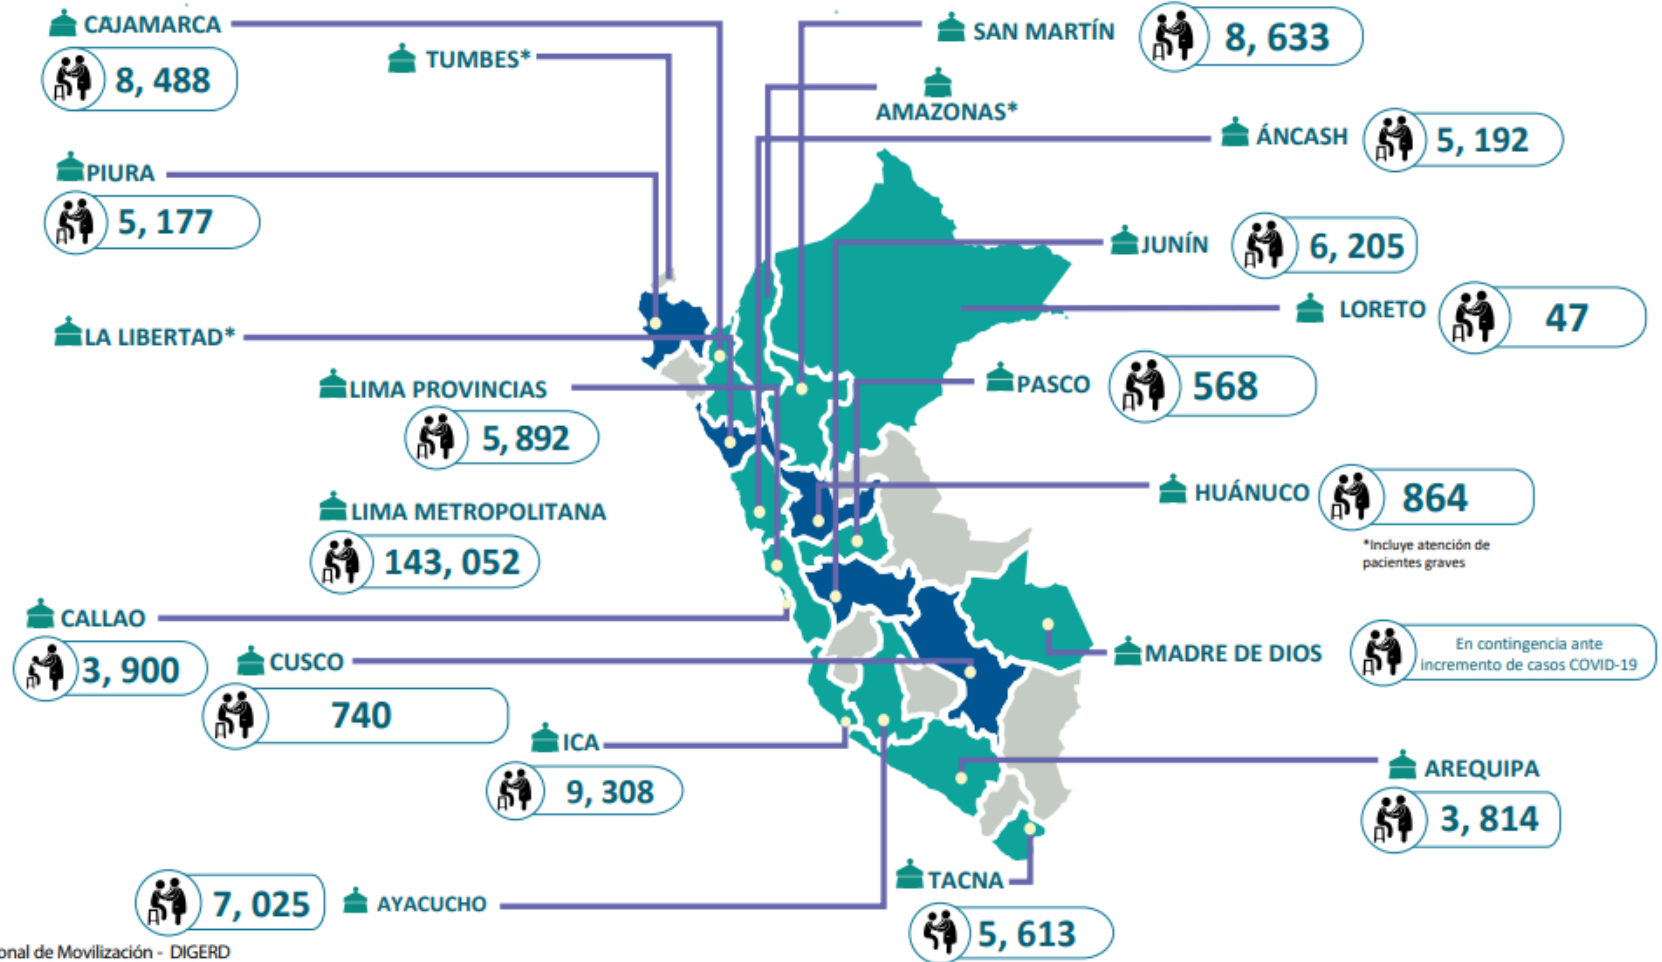 CAJAMARCA
8, 488
TUMBES*
SAN MARTÍN
8, 633
AMAZONAS*
ÁNCASH
5, 192
PIURA
5, 177
JUNÍN
6, 205
LORETO
47
LA LIBERTAD*
LIMA PROVINCIAS
5, 892
PASCO
568
HUÁNUCO
864
*Incluye atención de
pacientes graves
LIMA METROPOLITANA
143, 052
CALLAO
3, 900
CUSCO
740
MADRE DE DIOS
En contingencia ante
incremento de casos COVID-19
ICA
9, 308
AREQUIPA
3, 814
7, 025
AYACUCHO
TACNA
5, 613
onal de Movilización - DIGERD